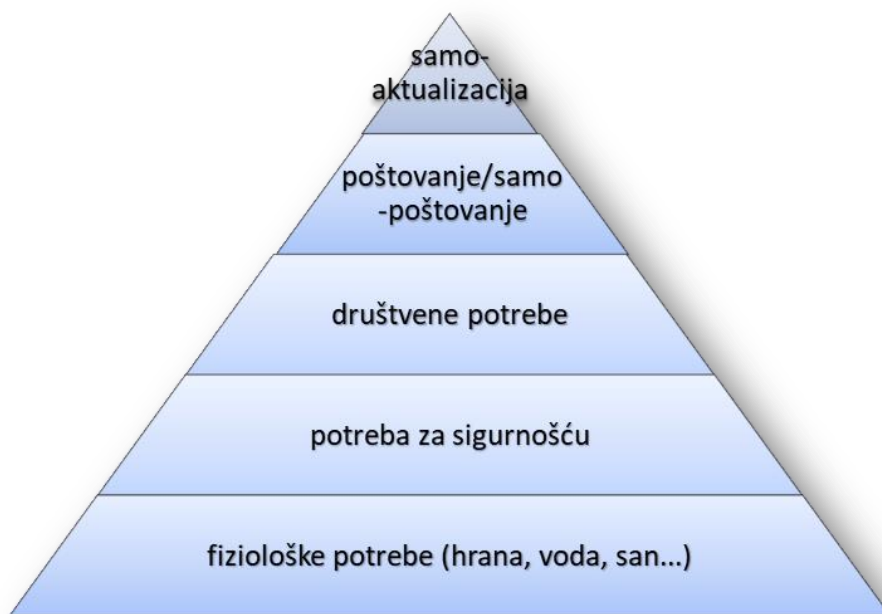 samo-
aktualizacija
poštovanje/samo
-poštovanje
društvene potrebe
potreba za sigurnošću
fiziološke potrebe (hrana, voda, san...)